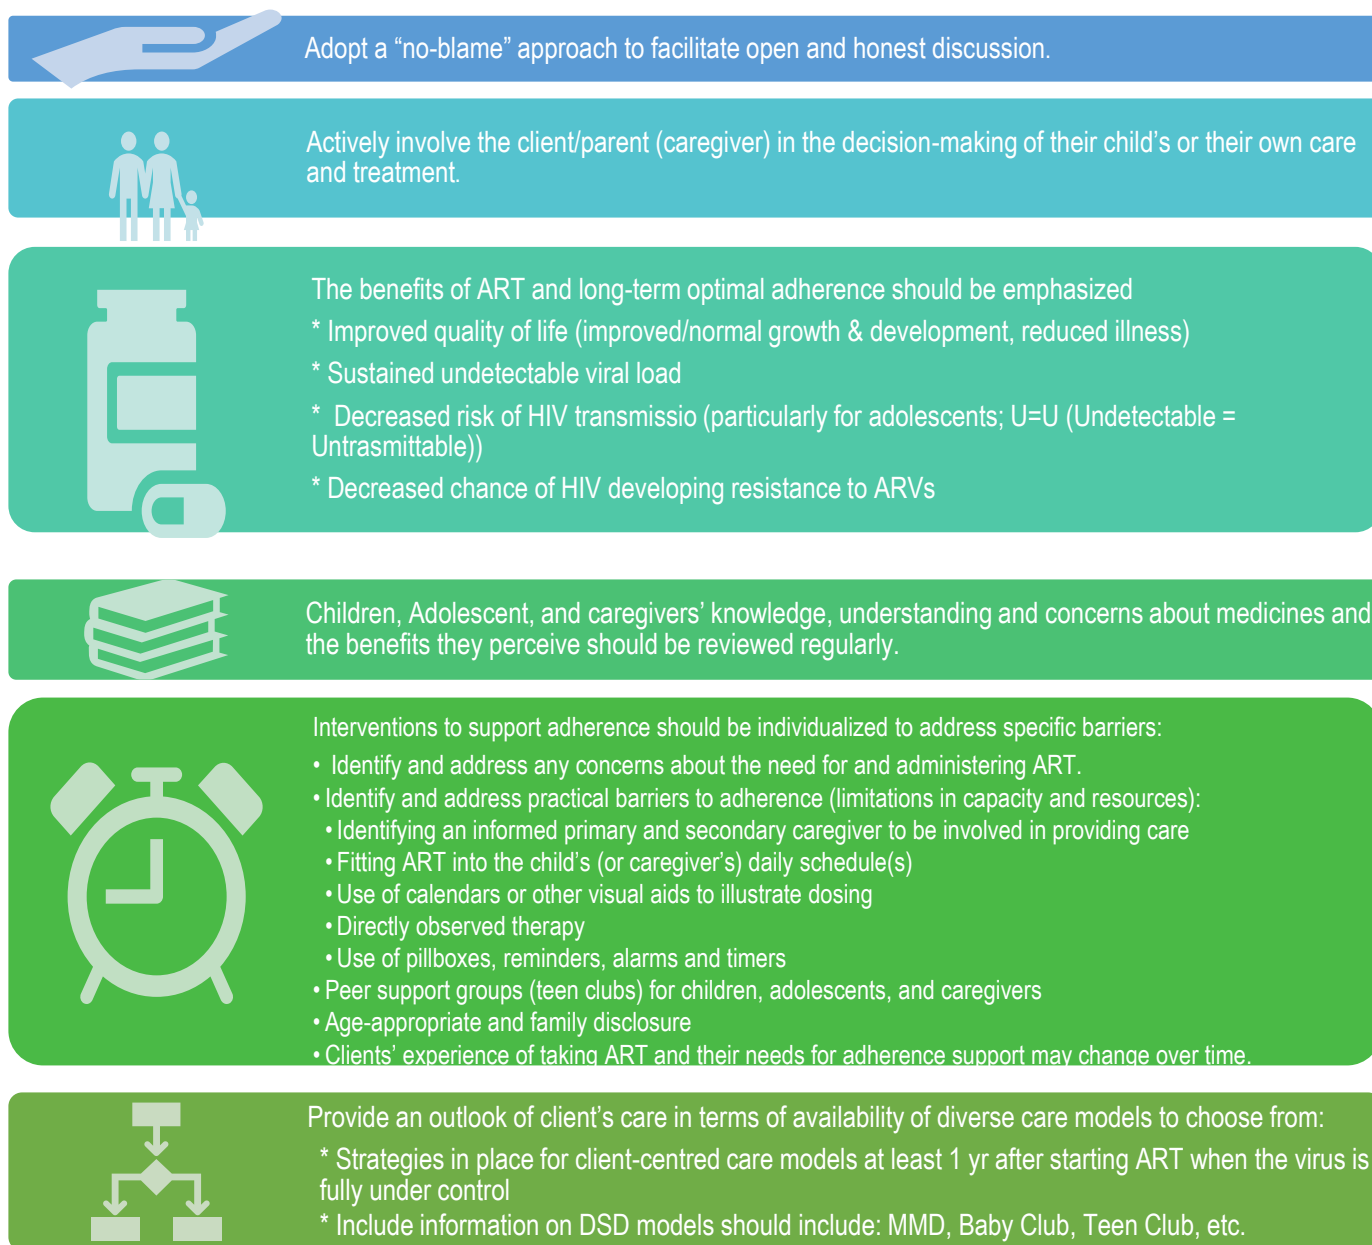 Adopt a “no-blame” approach to facilitate open and honest discussion.
Actively involve the client/parent (caregiver) in the decision-making of their child’s or their own care
and treatment.
The benefits of ART and long-term optimal adherence should be emphasized
* Improved quality of life (improved/normal growth & development, reduced illness)
* Sustained undetectable viral load
* Decreased risk of HIV transmissio (particularly for adolescents; U=U (Undetectable =
Untrasmittable))
* Decreased chance of HIV developing resistance to ARVs
Children, Adolescent, and caregivers’ knowledge, understanding and concerns about medicines and
the benefits they perceive should be reviewed regularly.
Interventions to support adherence should be individualized to address specific barriers:
• Identify and address any concerns about the need for and administering ART.
• Identify and address practical barriers to adherence (limitations in capacity and resources):
• Identifying an informed primary and secondary caregiver to be involved in providing care
• Fitting ART into the child’s (or caregiver’s) daily schedule(s)
• Use of calendars or other visual aids to illustrate dosing
• Directly observed therapy
• Use of pillboxes, reminders, alarms and timers
• Peer support groups (teen clubs) for children, adolescents, and caregivers
• Age-appropriate and family disclosure
• Clients’ experience of taking ART and their needs for adherence support may change over time.
Provide an outlook of client’s care in terms of availability of diverse care models to choose from:
* Strategies in place for client-centred care models at least 1 yr after starting ART when the virus is
fully under control
* Include information on DSD models should include: MMD, Baby Club, Teen Club, etc.